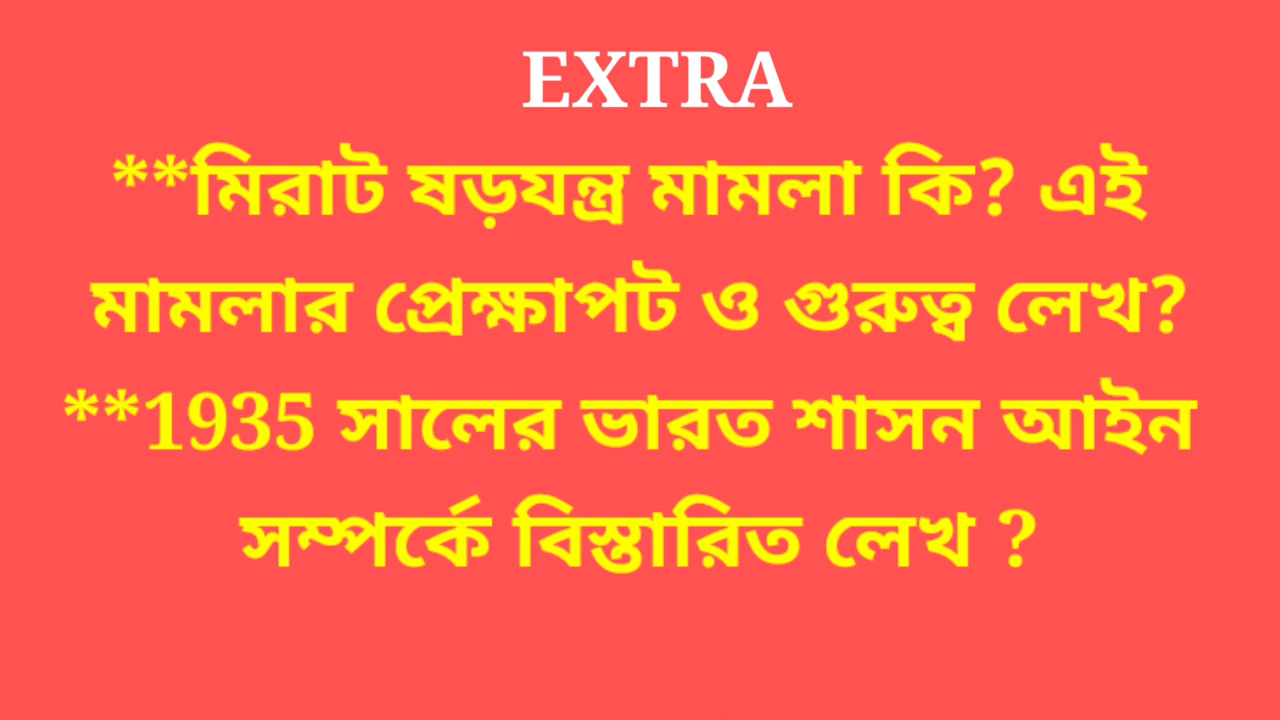 EXTRA
**মিরাট ষড়যন্ত্র মামলা কি? এই
মামলার প্রেক্ষাপট ও গুরুত্ব লেখ?
**1935 সালের ভারত শাসন আইন
সম্পর্কে বিস্তারিত লেখ ?